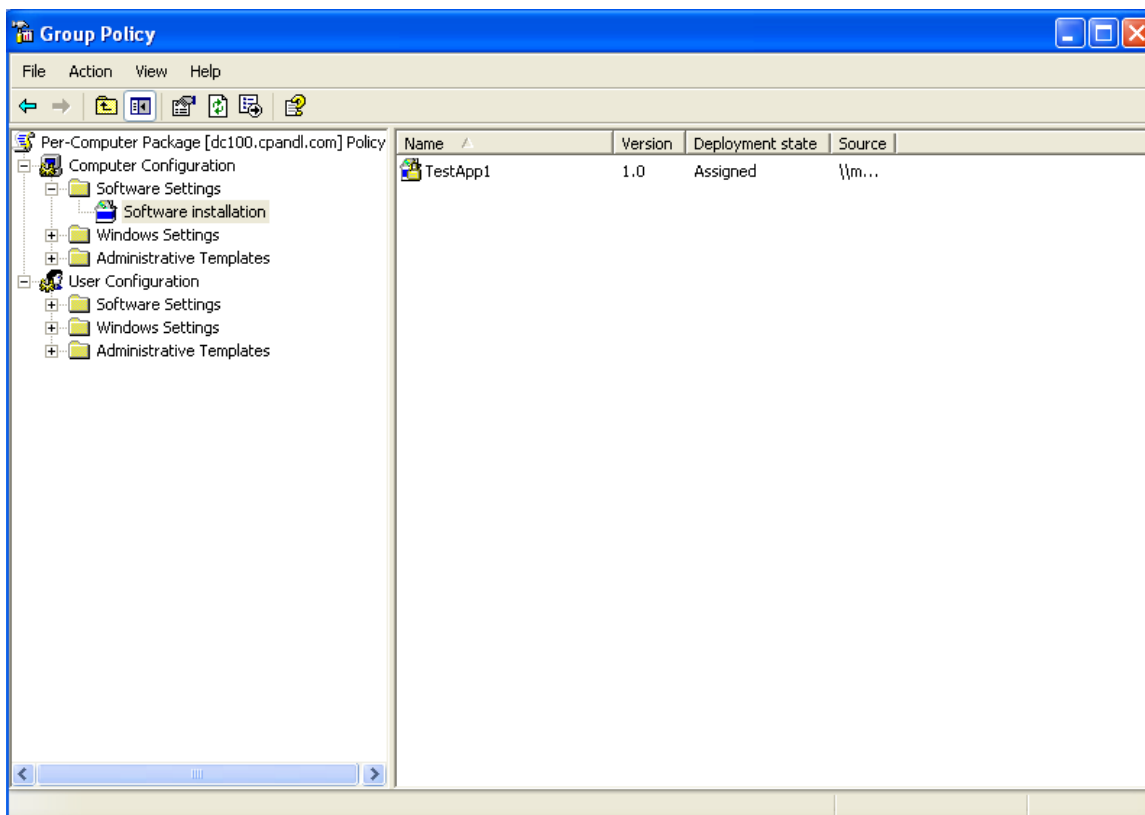 Group Policy
File Action View Help
Per-Computer Package [dc100.cpandl.com] Policy
Computer Configuration
Software Settings
Software installation
Windows Settings
Administrative Templates
User Configuration
Software Settings
Windows Settings
Administrative Templates
Name Version Deployment state Source
TestApp1 1.0 Assigned \\m...